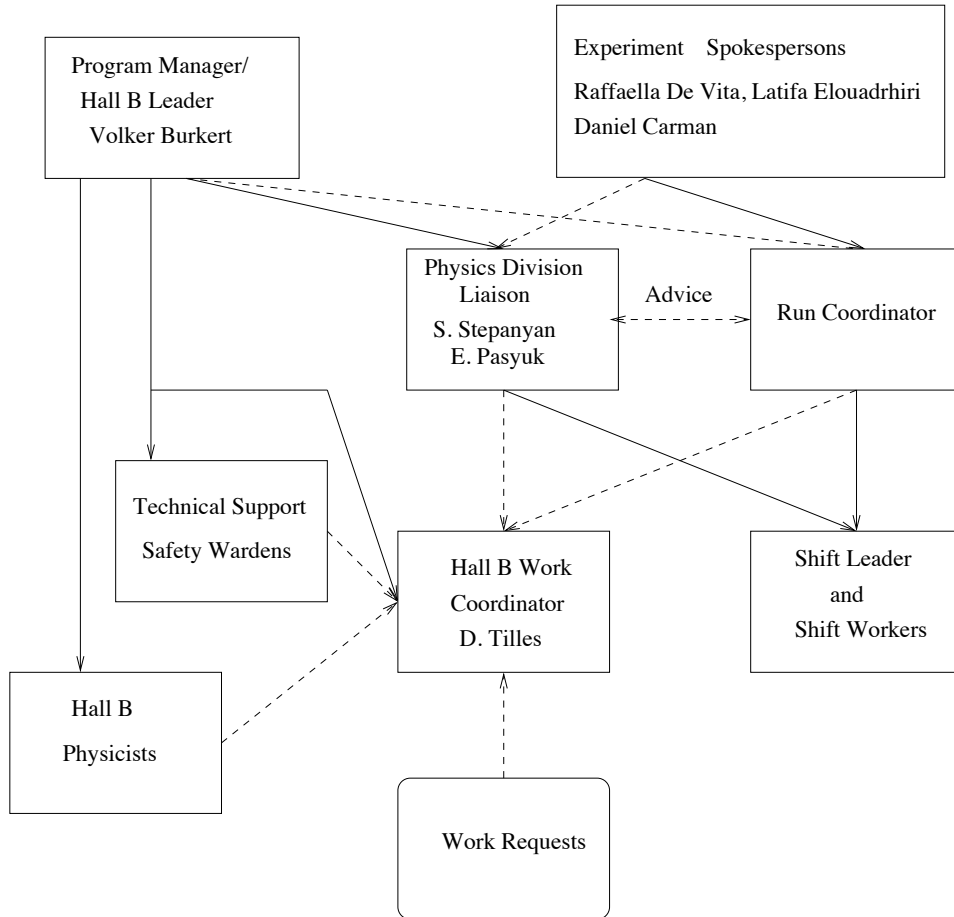 Program Manager/
Hall B Leader
Volker Burkert
Experiment Spokespersons
Raffaella De Vita, Latifa Elouadrhiri
Daniel Carman
Physics Division
Liaison
S. Stepanyan
E. Pasyuk
Advice
Run Coordinator
Technical Support
Safety Wardens
Hall B Work
Coordinator
D. Tilles
Shift Leader
and
Shift Workers
Hall B
Physicists
Work Requests